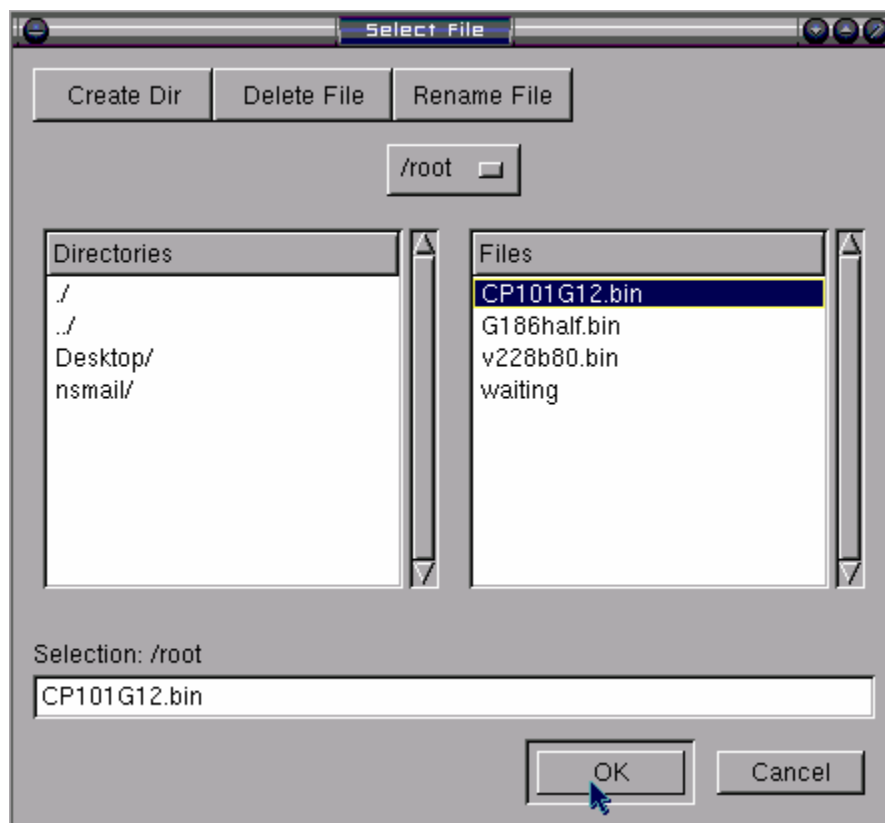 Select File
Create Dir Delete File Rename File
/root
Directories
./
../
Desktop/
nsmail/
Files
CP101G12.bin
G186half.bin
v228b80.bin
waiting
Selection: /root
CP101G12.bin
OK Cancel